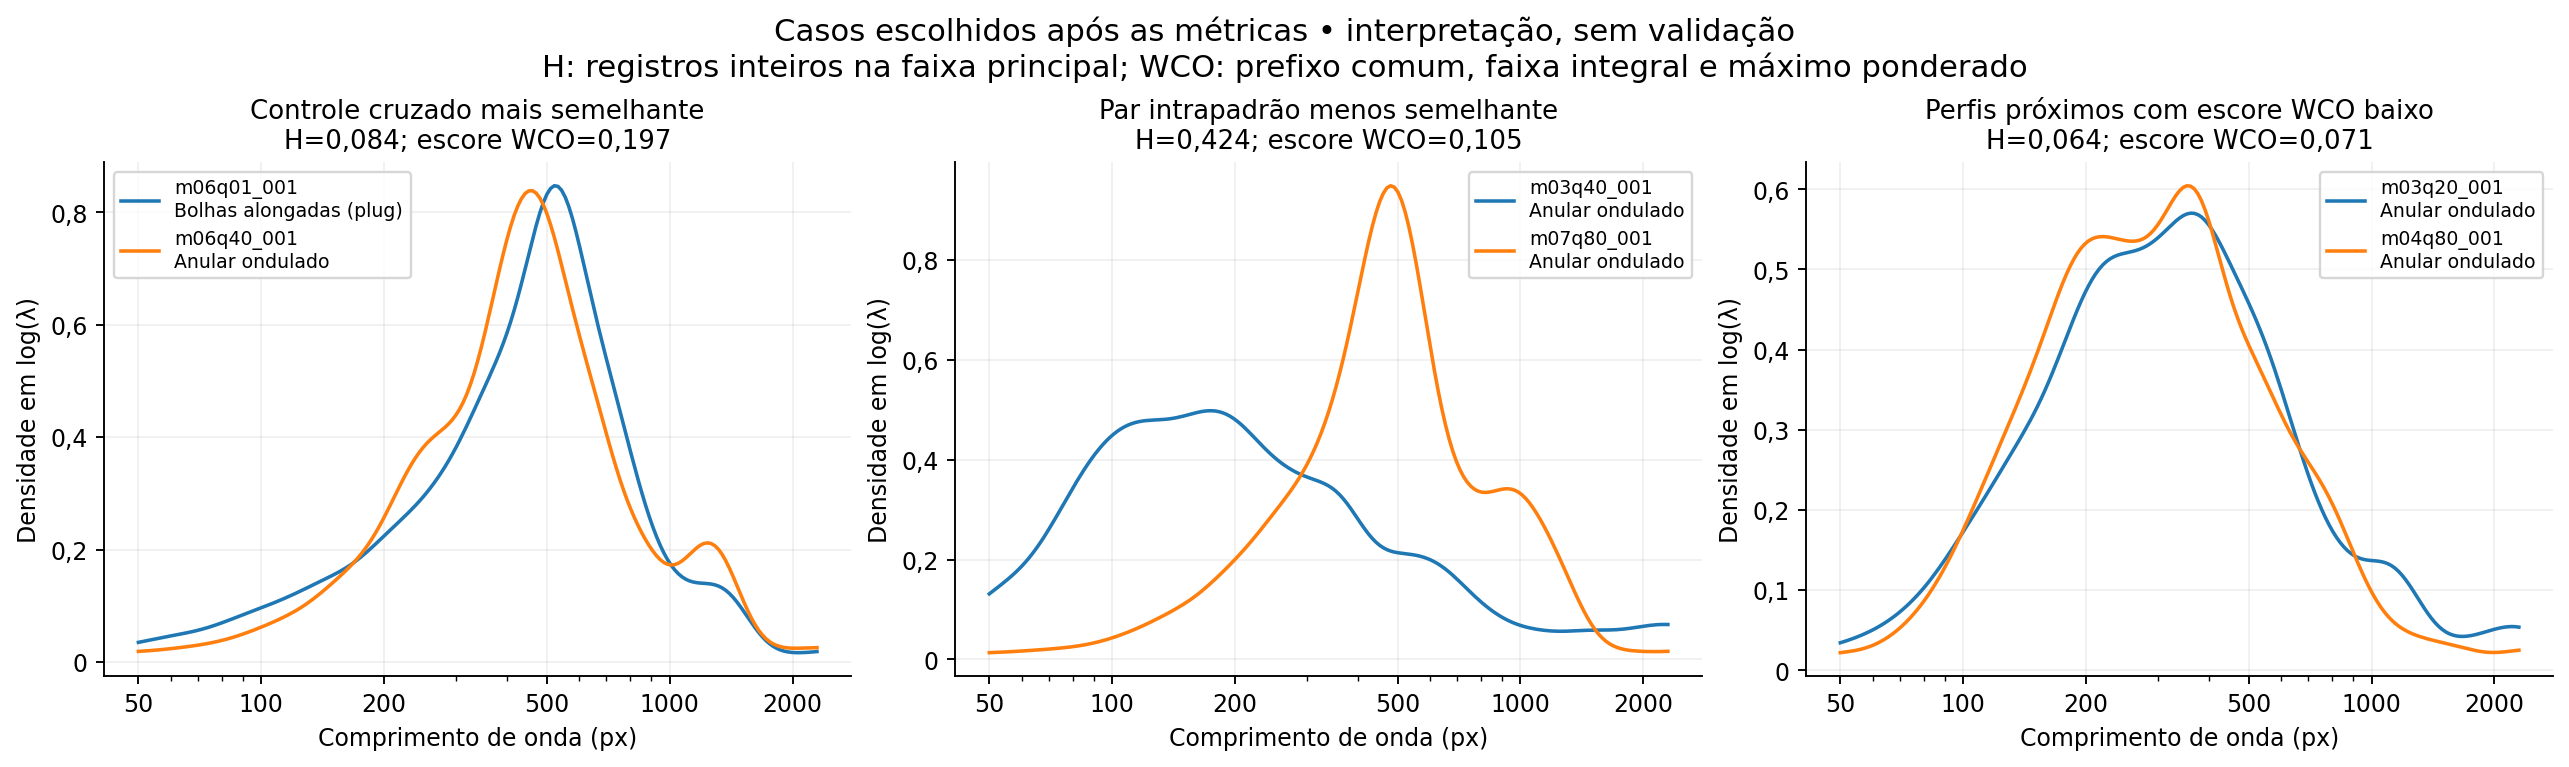 Casos escolhidos após as métricas • interpretação, sem validação
H: registros inteiros na faixa principal; WCO: prefixo comum, faixa integral e máximo ponderado
Controle cruzado mais semelhante
H=0,084; escore WCO=0,197
m06q01_001
Bolhas alongadas (plug)
m06q40_001
Anular ondulado
Densidade em log(λ)
0,8
0,6
0,4
0,2
0
50
100
200
500
1000
2000
Comprimento de onda (px)
Par intrapadrão menos semelhante
H=0,424; escore WCO=0,105
m03q40_001
Anular ondulado
m07q80_001
Anular ondulado
Densidade em log(λ)
0,8
0,6
0,4
0,2
0
50
100
200
500
1000
2000
Comprimento de onda (px)
Perfis próximos com escore WCO baixo
H=0,064; escore WCO=0,071
m03q20_001
Anular ondulado
m04q80_001
Anular ondulado
Densidade em log(λ)
0,6
0,5
0,4
0,3
0,2
0,1
0
50
100
200
500
1000
2000
Comprimento de onda (px)